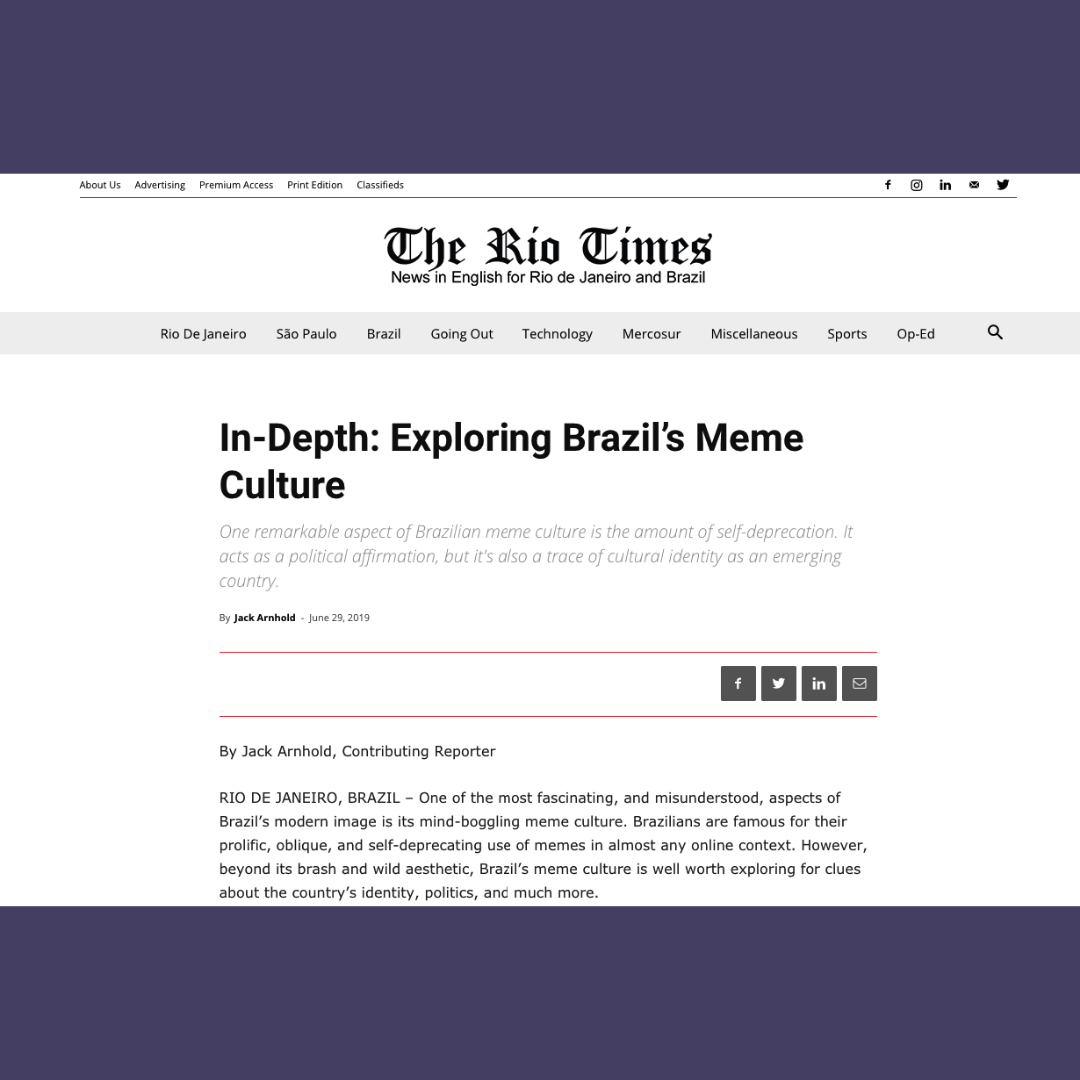 About Us Advertising Premium Access Print Edition Classifieds
The Rio Times
News in English for Rio de Janeiro and Brazil
Rio De Janeiro São Paulo Brazil Going Out Technology Mercosur Miscellaneous Sports Op-Ed
In-Depth: Exploring Brazil’s Meme
Culture
One remarkable aspect of Brazilian meme culture is the amount of self-deprecation. It
acts as a political affirmation, but it's also a trace of cultural identity as an emerging
country.
By Jack Arnhold - June 29, 2019
By Jack Arnhold, Contributing Reporter
RIO DE JANEIRO, BRAZIL – One of the most fascinating, and misunderstood, aspects of
Brazil’s modern image is its mind-boggling meme culture. Brazilians are famous for their
prolific, oblique, and self-deprecating use of memes in almost any online context. However,
beyond its brash and wild aesthetic, Brazil’s meme culture is well worth exploring for clues
about the country’s identity, politics, and much more.